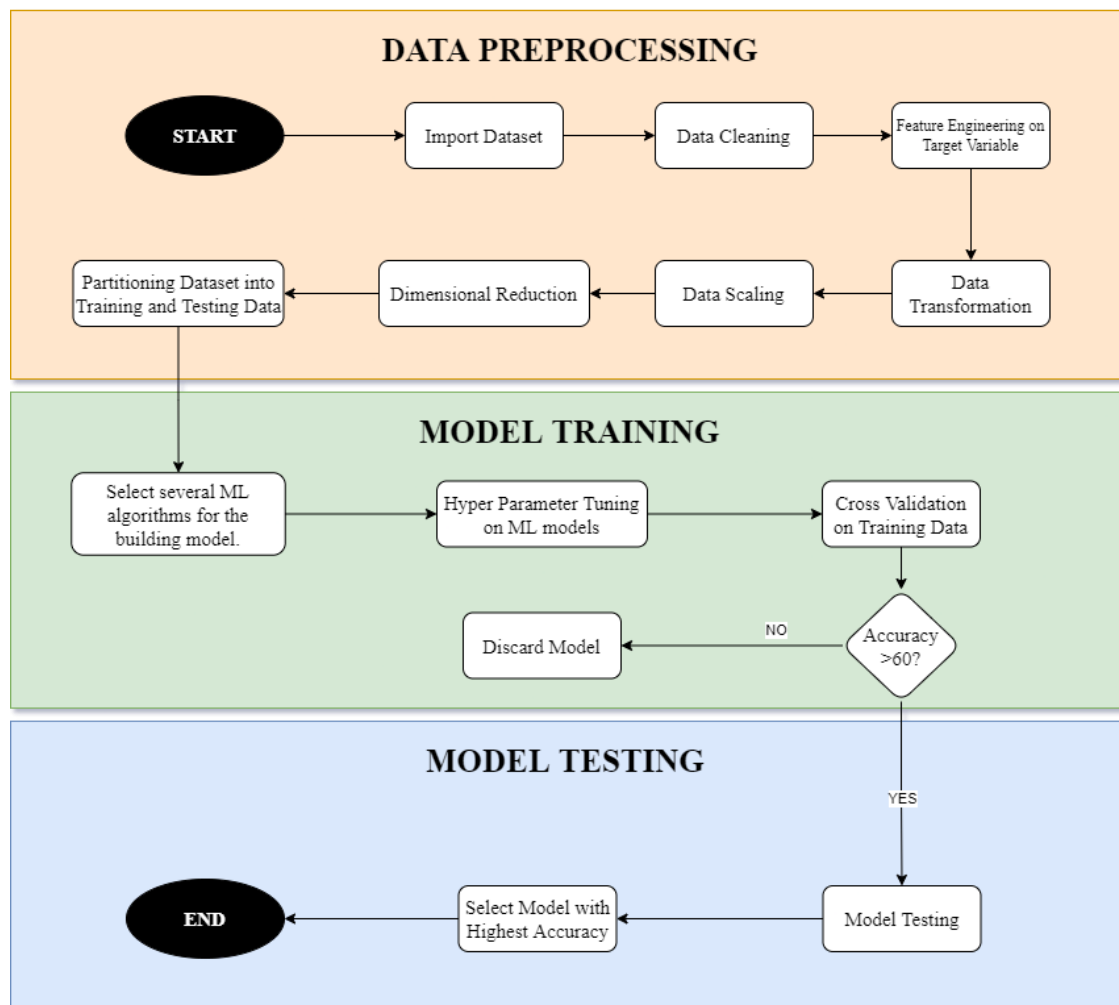 DATA PREPROCESSING
START
Import Dataset
Data Cleaning
Feature Engineering on
Target Variable
Partitioning Dataset into
Training and Testing Data
Dimensional Reduction
Data Scaling
Data
Transformation
MODEL TRAINING
Select several ML
algorithms for the
building model.
Hyper Parameter Tuning
on ML models
Cross Validation
on Training Data
Discard Model
NO
Accuracy
>60?
MODEL TESTING
YES
END
Select Model with
Highest Accuracy
Model Testing